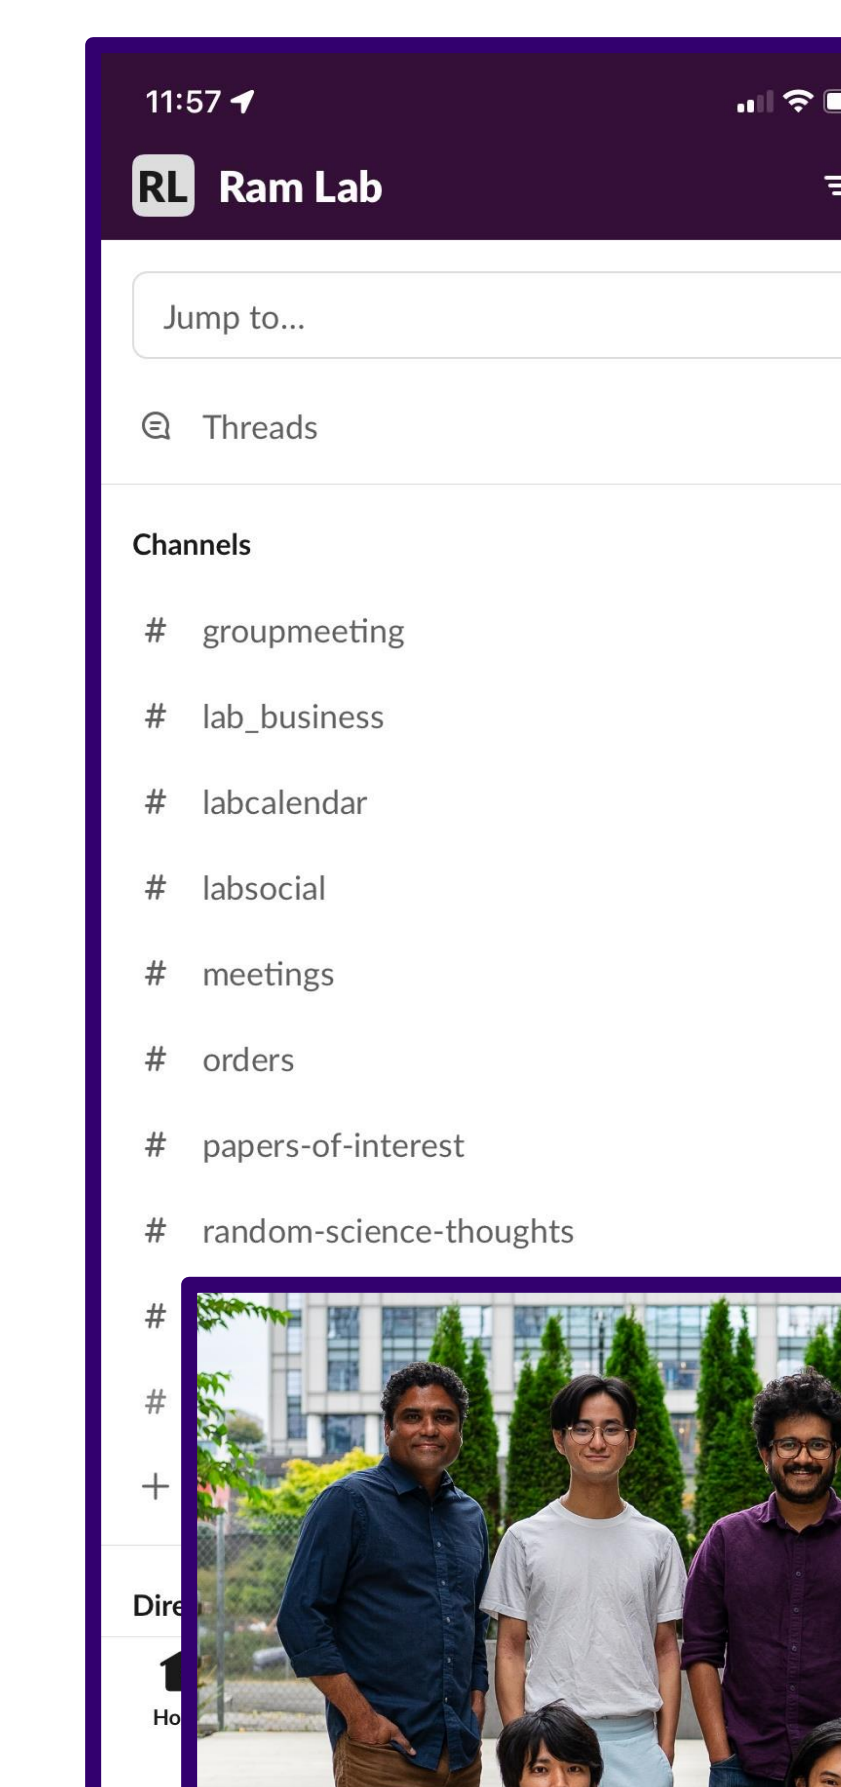 11:57
RL Ram Lab
Jump to...
Threads
Channels
# groupmeeting
# lab_business
# labcalendar
# labsocial
# meetings
# orders
# papers-of-interest
# random-science-thoughts
#
#
+